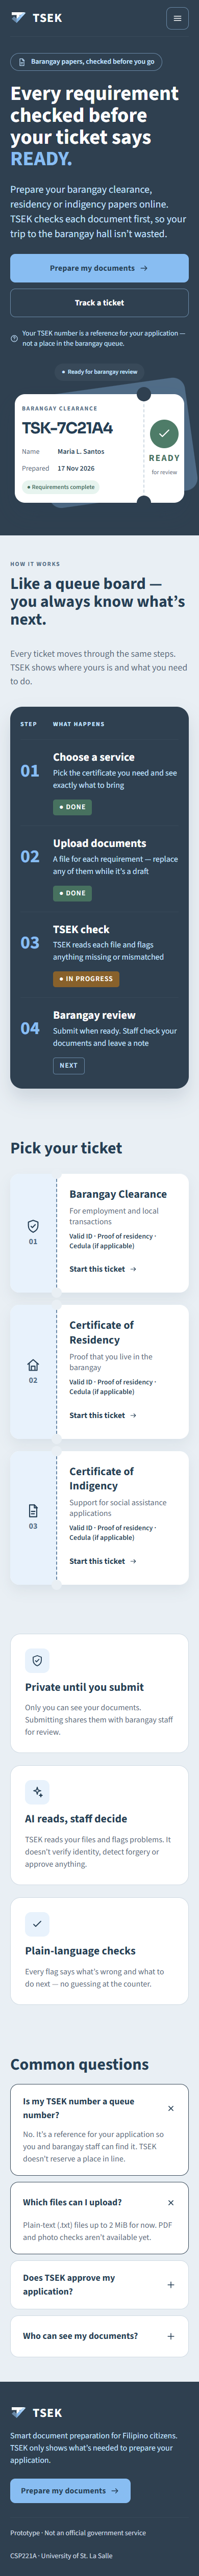 TSEK
Barangay papers, checked before you go
Every requirement
checked before
your ticket says
READY.
Prepare your barangay clearance,
residency or indigency papers online.
TSEK checks each document first, so your
trip to the barangay hall isn't wasted.
Prepare my documents →
Track a ticket
Your TSEK number is a reference for your application —
not a place in the barangay queue.
Ready for barangay review
BARANGAY CLEARANCE
TSK-7C21A4
Name Maria L. Santos
Prepared 17 Nov 2026
Requirements complete
READY
for review
HOW IT WORKS
Like a queue board —
you always know what's
next.
Every ticket moves through the same steps.
TSEK shows where yours is and what you need
to do.
STEP WHAT HAPPENS
01
Choose a service
Pick the certificate you need and see
exactly what to bring
DONE
02
Upload documents
A file for each requirement — replace
any of them while it's a draft
DONE
03
TSEK check
TSEK reads each file and flags
anything missing or mismatched
IN PROGRESS
04
Barangay review
Submit when ready. Staff check your
documents and leave a note
NEXT
Pick your ticket
01
Barangay Clearance
For employment and local
transactions
Valid ID · Proof of residency ·
Cedula (if applicable)
Start this ticket →
02
Certificate of
Residency
Proof that you live in the
barangay
Valid ID · Proof of residency ·
Cedula (if applicable)
Start this ticket →
03
Certificate of
Indigency
Support for social assistance
applications
Valid ID · Proof of residency ·
Cedula (if applicable)
Start this ticket →
Private until you submit
Only you can see your documents.
Submitting shares them with barangay staff
for review.
AI reads, staff decide
TSEK reads your files and flags problems. It
doesn't verify identity, detect forgery or
approve anything.
Plain-language checks
Every flag says what's wrong and what to
do next — no guessing at the counter.
Common questions
Is my TSEK number a queue
number?
No. It's a reference for your application so
you and barangay staff can find it. TSEK
doesn't reserve a place in line.
Which files can I upload?
Plain-text (.txt) files up to 2 MiB for now. PDF
and photo checks aren't available yet.
Does TSEK approve my
application?
Who can see my documents?
TSEK
Smart document preparation for Filipino citizens.
TSEK only shows what's needed to prepare your
application.
Prepare my documents →
Prototype · Not an official government service
CSP221A · University of St. La Salle